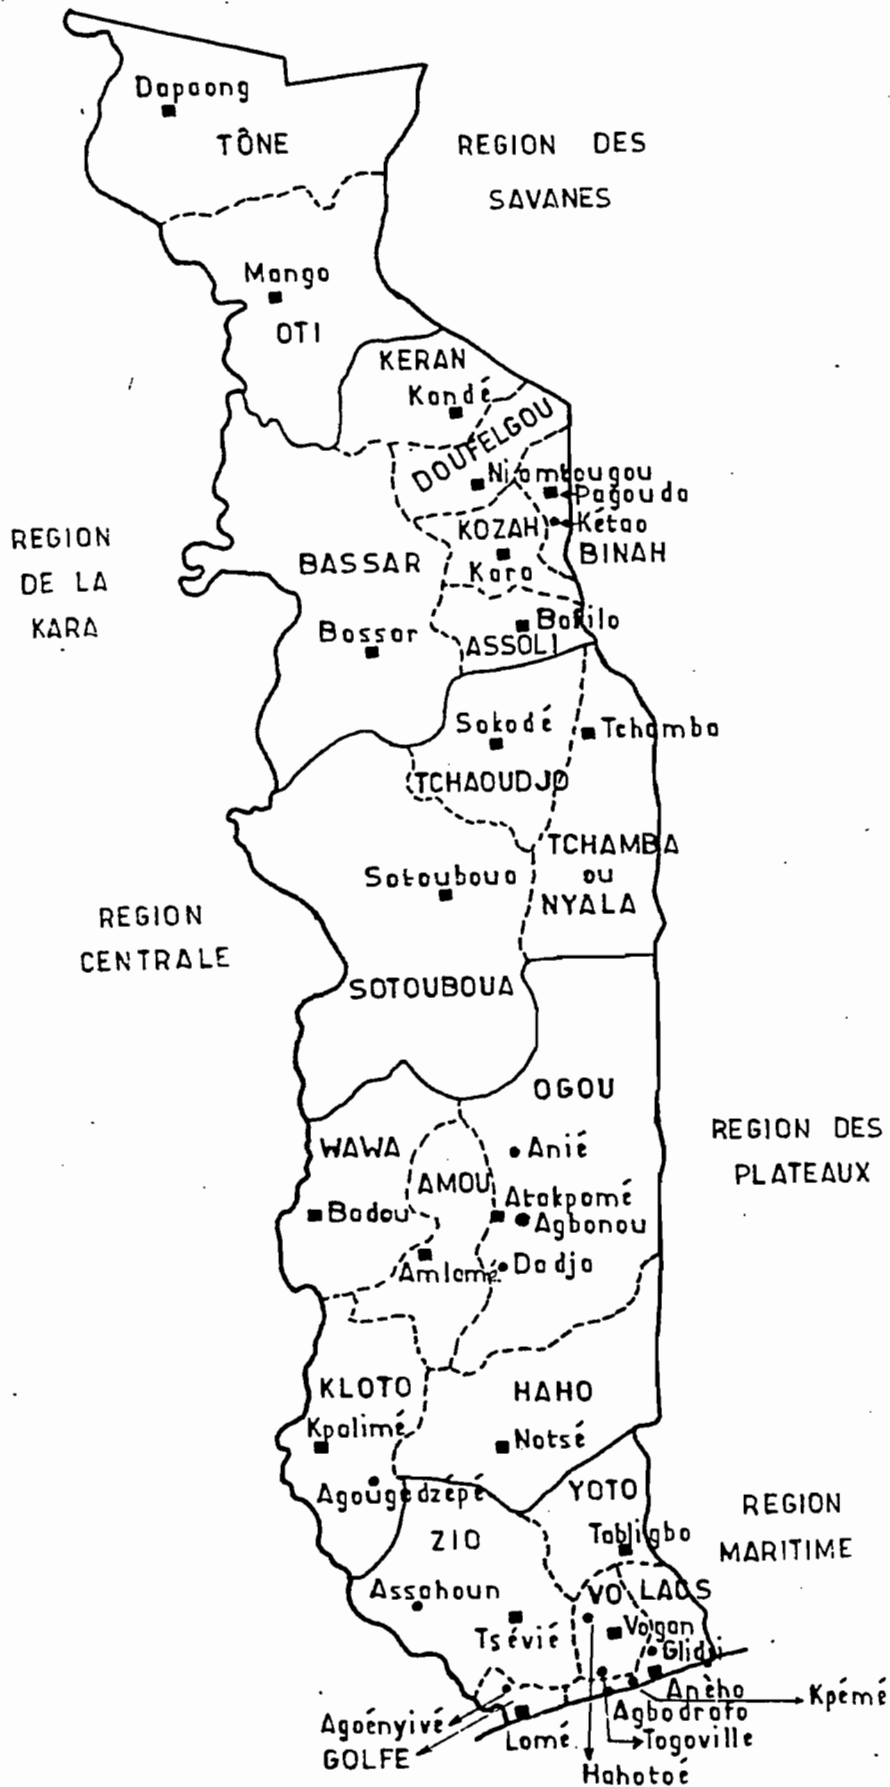 Dapaong
TÔNE
REGION DES
SAVANES
Mango
OTI
KERAN
Kandé
DOUFELGOU
Niamtougou
Pagouda
Kétao
KOZAH
BINAH
Kara
REGION
DE LA
KARA
BASSAR
Bassar
Bafilo
ASSOLI
Sokodé
Tchamba
TCHAOUDJO
TCHAMBA
ou
NYALA
Sotouboua
REGION
CENTRALE
SOTOUBOUA
OGOU
REGION DES
PLATEAUX
WAWA
Anié
AMOU
Atakpamé
Badou
Agbonou
Amlamé
Dadja
KLOTO
HAHO
Kpalimé
Notsé
Agougedzépé
YOTO
REGION
MARITIME
ZIO
Tabligbo
Assahoun
VO
LACS
Tsévié
Vogan
Glidji
Aného
Kpémé
Agbodrafo
Agoényivé
Lomé
Togoville
GOLFE
Hahotoé